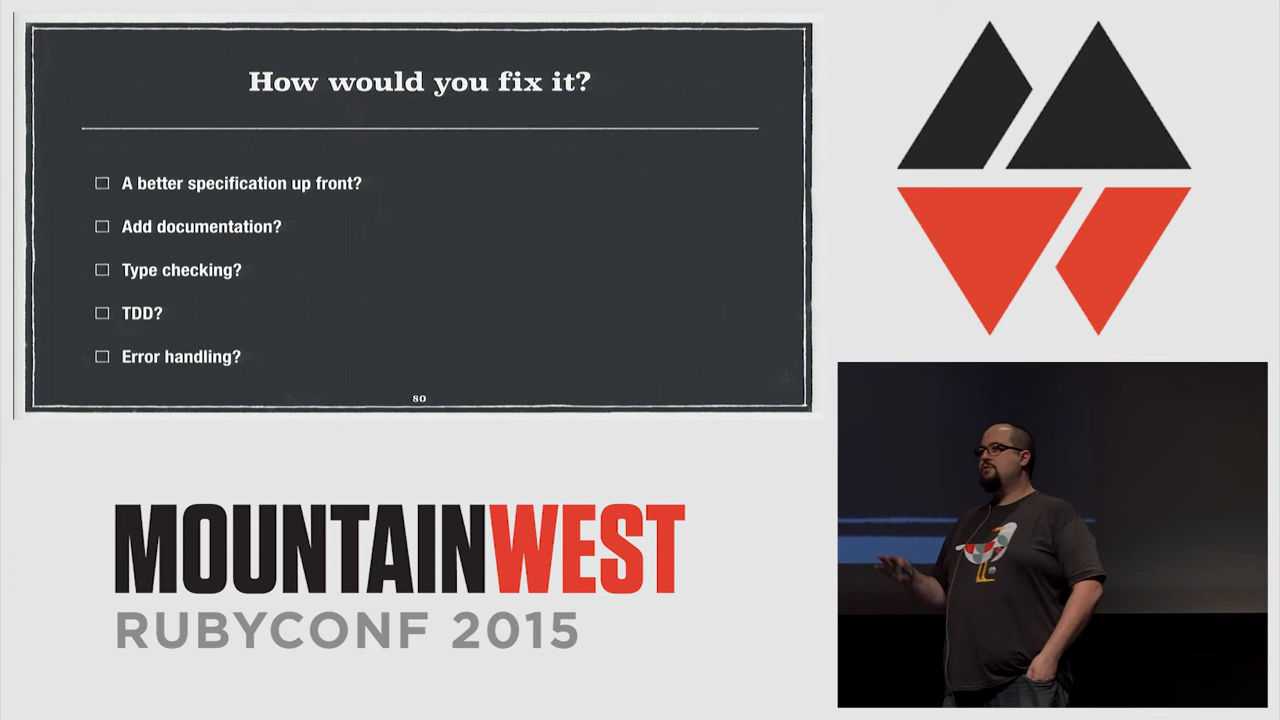 How would you fix it?
A better specification up front?
Add documentation?
Type checking?
TDD?
Error handling?
80
MOUNTAINWEST
RUBYCONF 2015